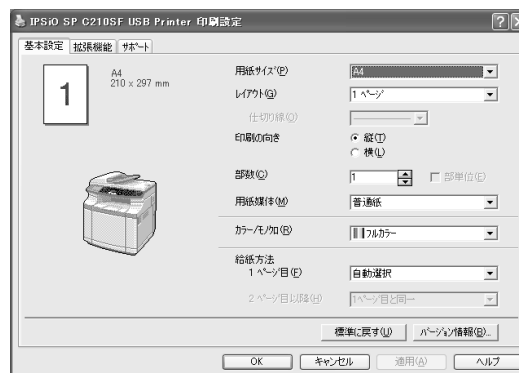 IPSiO SP C210SF USB Printer 印刷設定
基本設定 拡張機能 サポート
1
A4
210 x 297 mm
用紙サイズ(P) A4
レイアウト(G) 1 ページ
仕切り線(O)
印刷の向き 縦(T)
横(L)
部数(C) 1 部単位(E)
用紙媒体(M) 普通紙
カラー/モノクロ(R) フルカラー
給紙方法
1 ページ目(F) 自動選択
2 ページ目以降(H) 1ページ目と同一
標準に戻す(U) バージョン情報(B)...
OK キャンセル 適用(A) ヘルプ